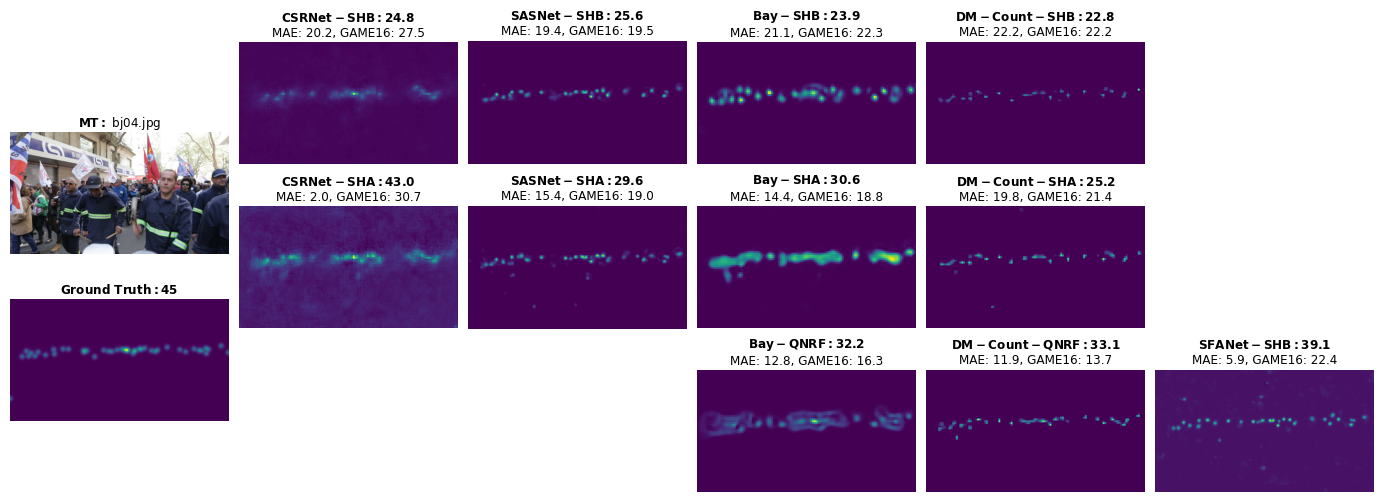 CSRNet − SHB : 24.8
MAE: 20.2, GAME16: 27.5
SASNet − SHB : 25.6
MAE: 19.4, GAME16: 19.5
Bay − SHB : 23.9
MAE: 21.1, GAME16: 22.3
DM − Count − SHB : 22.8
MAE: 22.2, GAME16: 22.2
MT : bj04.jpg
CSRNet − SHA : 43.0
MAE: 2.0, GAME16: 30.7
SASNet − SHA : 29.6
MAE: 15.4, GAME16: 19.0
Bay − SHA : 30.6
MAE: 14.4, GAME16: 18.8
DM − Count − SHA : 25.2
MAE: 19.8, GAME16: 21.4
Ground Truth : 45
Bay − QNRF : 32.2
MAE: 12.8, GAME16: 16.3
DM − Count − QNRF : 33.1
MAE: 11.9, GAME16: 13.7
SFANet − SHB : 39.1
MAE: 5.9, GAME16: 22.4